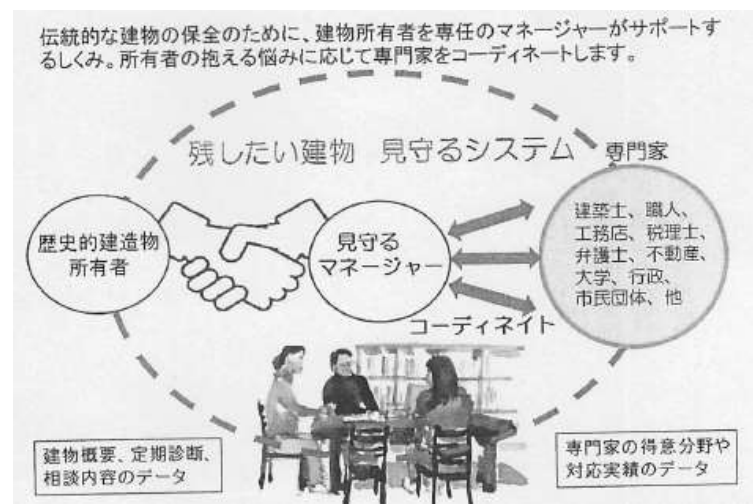 伝統的な建物の保全のために、建物所有者を専任のマネージャーがサポートす
るしくみ。所有者の抱える悩みに応じて専門家をコーディネートします。
残したい建物 見守るシステム
専門家
歴史的建造物
所有者
見守る
マネージャー
建築士、職人、
工務店、税理士、
弁護士、不動産、
大学、行政、
市民団体、他
コーディネイト
建物概要、定期診断、
相談内容のデータ
専門家の得意分野や
対応実績のデータ